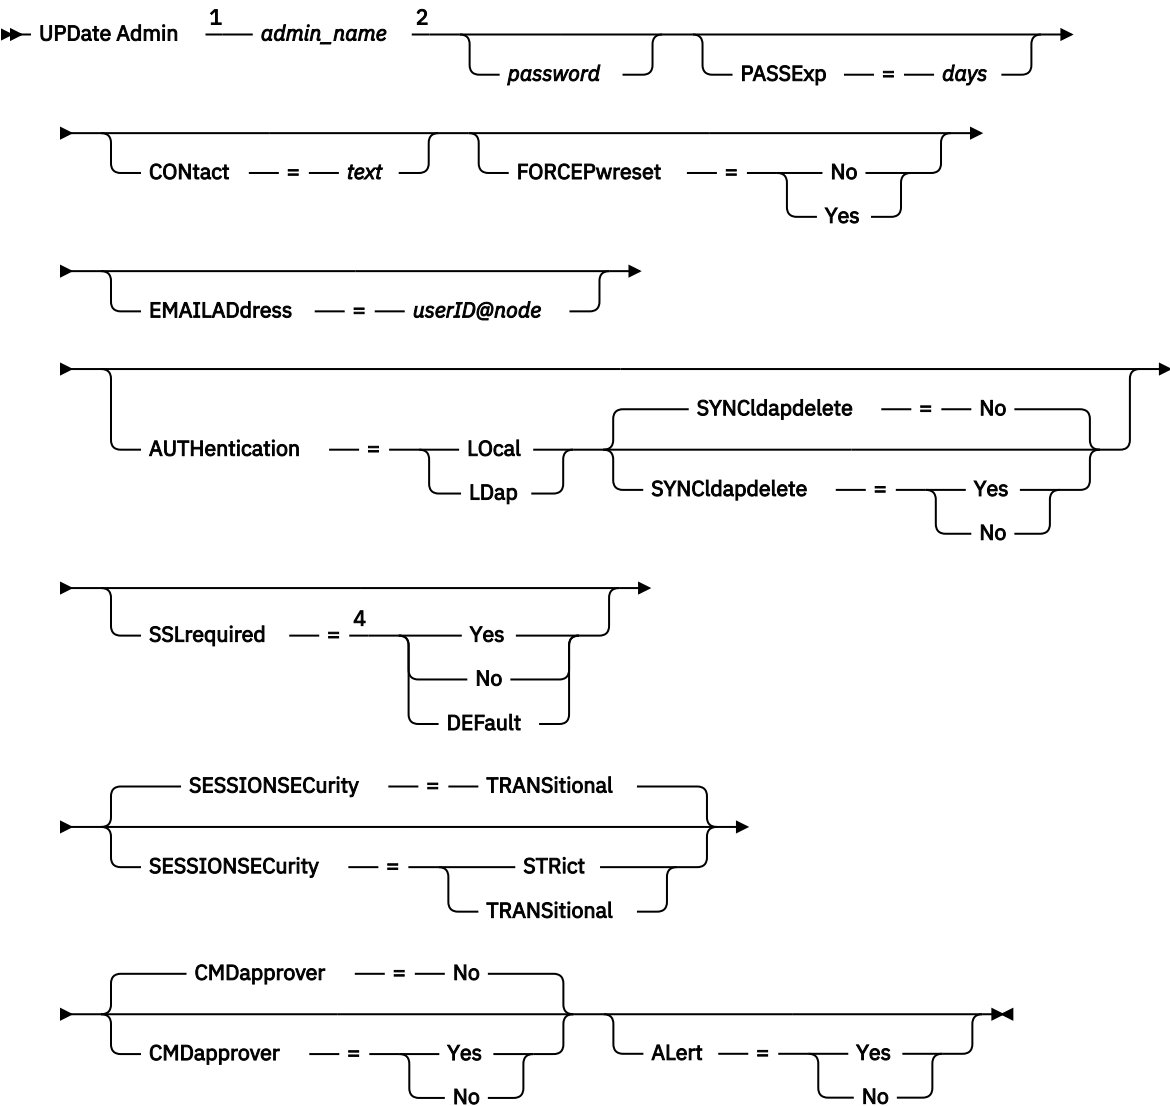 1 2
UPDate Admin admin_name
password PASSExp = days
CONtact = text FORCEPwreset = No
Yes
EMAILADdress = userID@node
SYNCldapdelete = No
AUTHentication = LOcal
LDap SYNCldapdelete = Yes
No
4
SSLrequired = Yes
No
DEFault
SESSIONSECurity = TRANSitional
SESSIONSECurity = STRict
TRANSitional
CMDapprover = No
CMDapprover = Yes ALert = Yes
No No